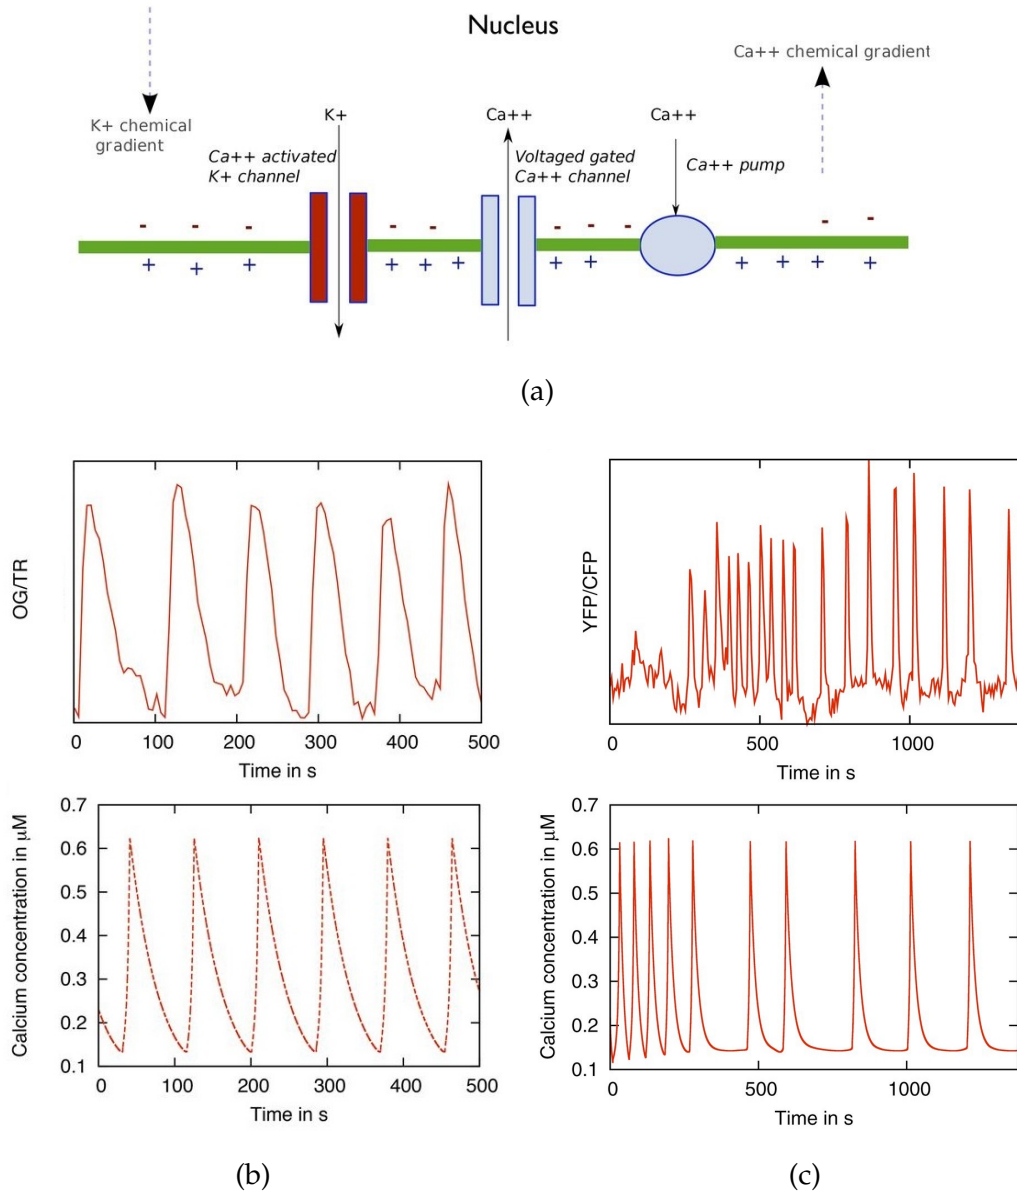 Nucleus
Ca++ chemical gradient
K+ chemical
gradient
K+
Ca++
Ca++
Ca++ activated
K+ channel
Voltaged gated
Ca++ channel
Ca++ pump
- - - - - - - - - -
+ + + + + + + + + + + +
(a)
OG/TR
0 100 200 300 400 500
Time in s
YFP/CFP
0 500 1000
Time in s
Calcium concentration in μM
0.7
0.6
0.5
0.4
0.3
0.2
0.1
0 100 200 300 400 500
Time in s
Calcium concentration in μM
0.7
0.6
0.5
0.4
0.3
0.2
0.1
0 500 1000
Time in s
(b)
(c)